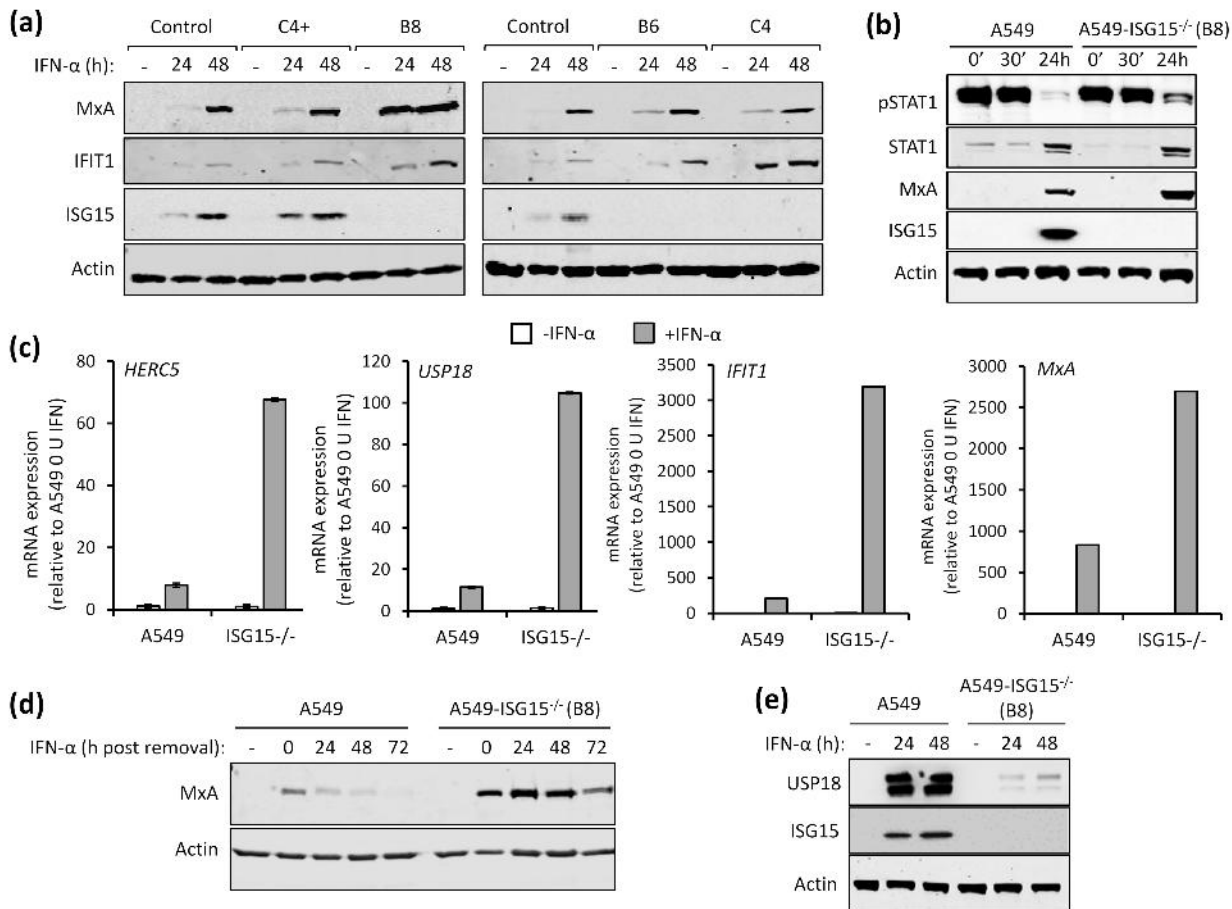 (a)
Control C4+ B8 Control B6 C4
IFN-α (h): - 24 48 - 24 48 - 24 48 - 24 48 - 24 48 - 24 48
MxA
IFIT1
ISG15
Actin
(b)
A549 A549-ISG15-/- (B8)
0' 30' 24h 0' 30' 24h
pSTAT1
STAT1
MxA
ISG15
Actin
(c)
-IFN-α +IFN-α
HERC5
mRNA expression
(relative to A549 0 U IFN)
80
60
40
20
0
A549 ISG15-/-
USP18
mRNA expression
(relative to A549 0 U IFN)
120
100
80
60
40
20
0
A549 ISG15-/-
IFIT1
mRNA expression
(relative to A549 0 U IFN)
3500
3000
2500
2000
1500
1000
500
0
A549 ISG15-/-
MxA
mRNA expression
(relative to A549 0 U IFN)
3000
2500
2000
1500
1000
500
0
A549 ISG15-/-
(d)
A549 A549-ISG15-/- (B8)
IFN-α (h post removal): - 0 24 48 72 - 0 24 48 72
MxA
Actin
(e)
A549 A549-ISG15-/-
(B8)
IFN-α (h): - 24 48 - 24 48
USP18
ISG15
Actin